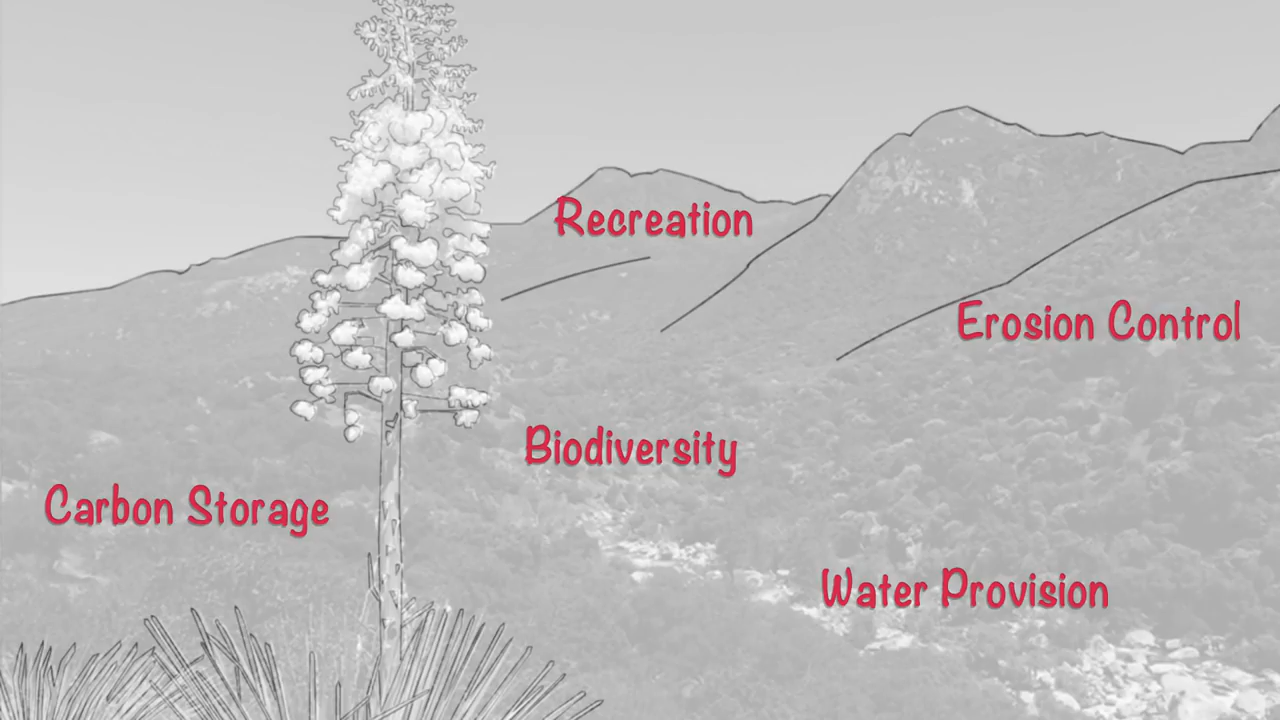 Recreation
Erosion Control
Biodiversity
Carbon Storage
Water Provision